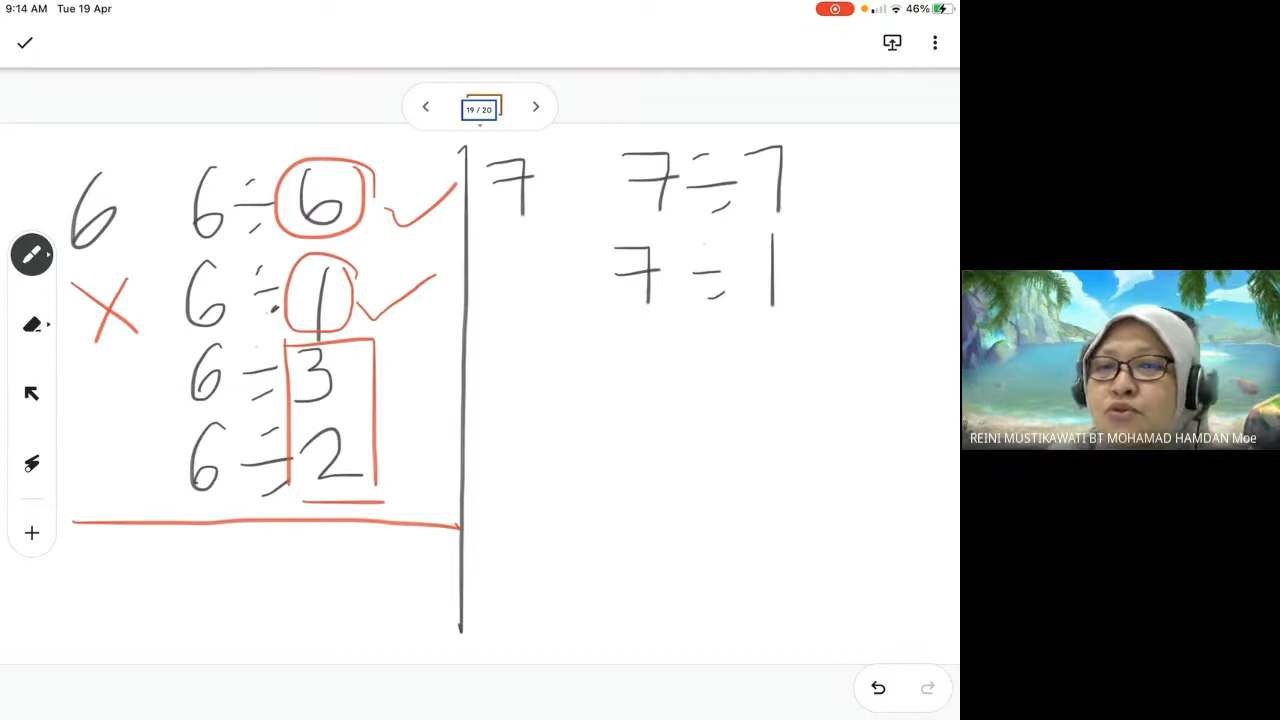 9:14 AM Tue 19 Apr
46%
19 / 20
6 6 ÷ 6
6 ÷ 1
6 ÷ 3
6 ÷ 2
7 7 ÷ 7
7 ÷ 1
REINI MUSTIKAWATI BT MOHAMAD HAMDAN Moe